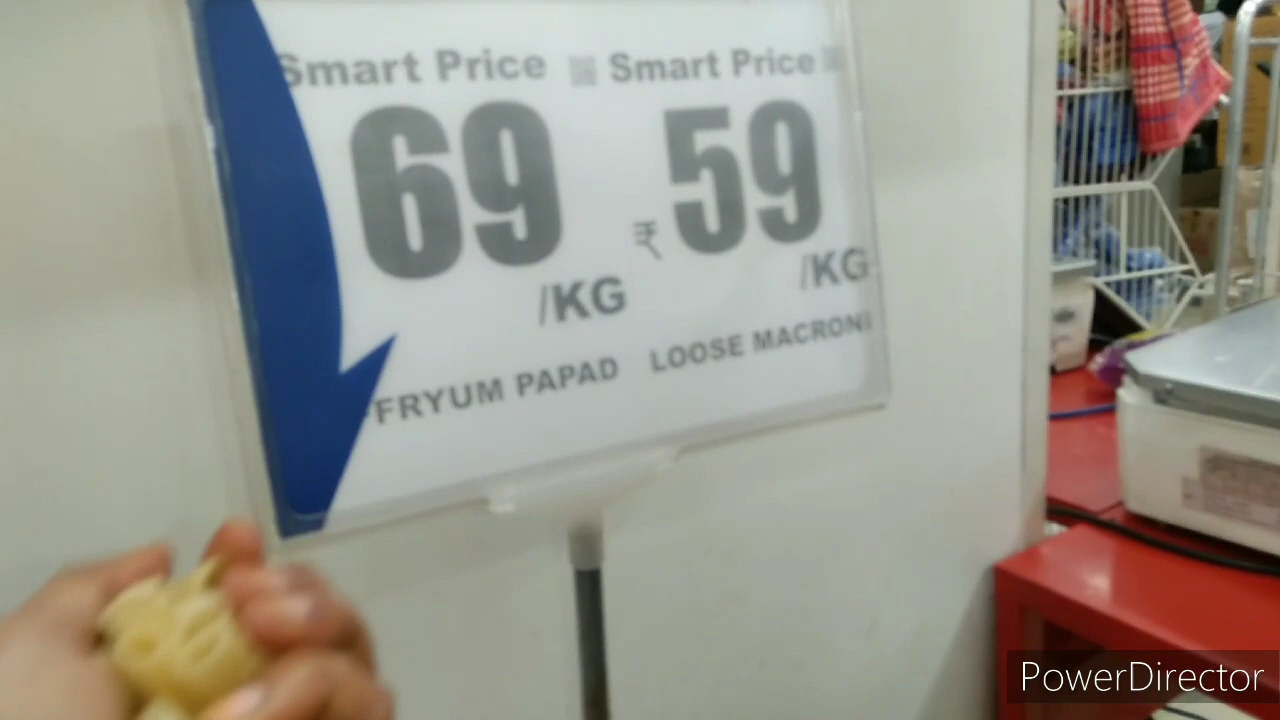 Smart Price Smart Price
69 ₹ 59
/KG /KG
FRYUM PAPAD LOOSE MACRONI
PowerDirector